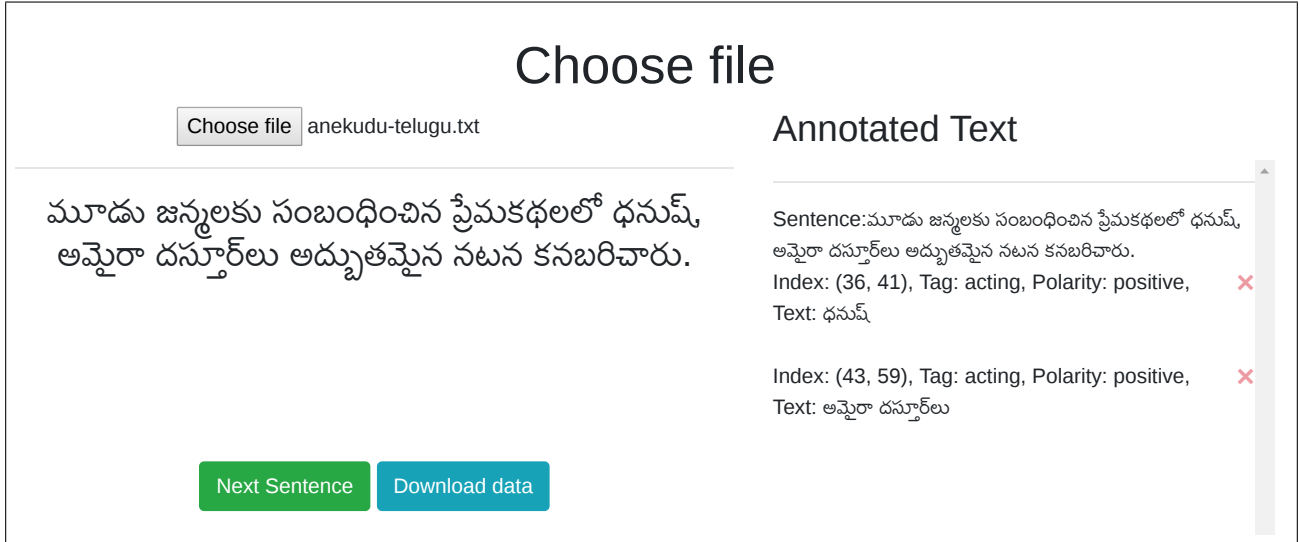 Choose file
Choose file anekudu-telugu.txt
మూడు జన్మలకు సంబంధించిన ప్రేమకథలలో ధనుష్,
అమైరా దస్తూర్‌లు అద్భుతమైన నటన కనబరిచారు.
Next Sentence Download data
Annotated Text
Sentence:మూడు జన్మలకు సంబంధించిన ప్రేమకథలలో ధనుష్,
అమైరా దస్తూర్‌లు అద్భుతమైన నటన కనబరిచారు.
Index: (36, 41), Tag: acting, Polarity: positive,
Text: ధనుష్
Index: (43, 59), Tag: acting, Polarity: positive,
Text: అమైరా దస్తూర్‌లు